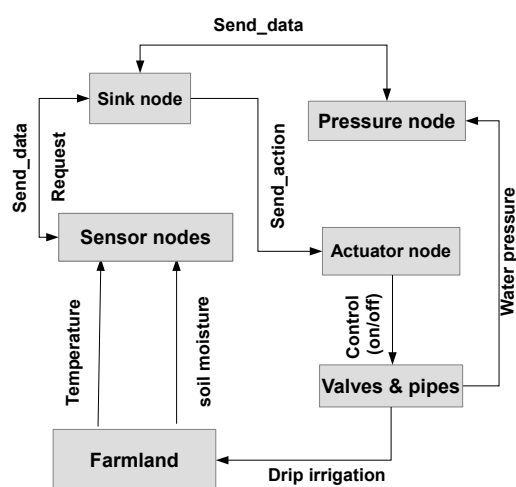 Send_data
Sink node
Pressure node
Send_data
Request
Send_action
Water pressure
Sensor nodes
Actuator node
Temperature
soil moisture
Control
(on/off)
Valves & pipes
Farmland
Drip irrigation